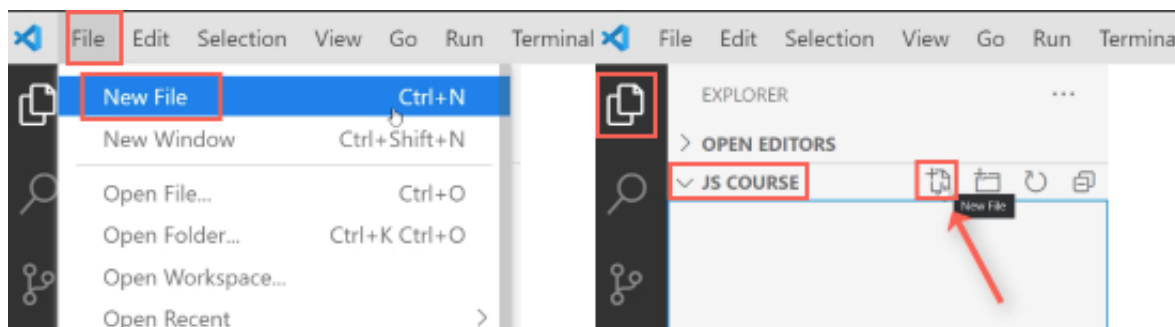 File Edit Selection View Go Run Terminal
New File Ctrl+N
New Window Ctrl+Shift+N
Open File... Ctrl+O
Open Folder... Ctrl+K Ctrl+O
Open Workspace...
Open Recent
File Edit Selection View Go Run Termina
EXPLORER
OPEN EDITORS
JS COURSE
New File